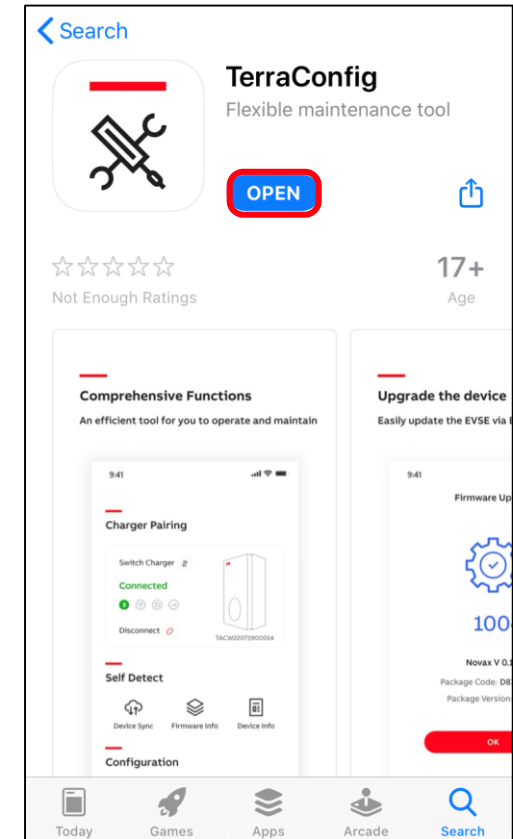 Search
TerraConfig
Flexible maintenance tool
OPEN
17+
Not Enough Ratings
Age
Comprehensive Functions
An efficient tool for you to operate and maintain
9:41
Charger Pairing
Switch Charger
Connected
Disconnect
TACW22071900014
Self Detect
Device Sync
Firmware Info
Device Info
Configuration
Upgrade the device
Easily update the EVSE via
9:41
Firmware Up
100
Novax V 0.1
Package Code: D8
Package Version:
OK
Today
Games
Apps
Arcade
Search